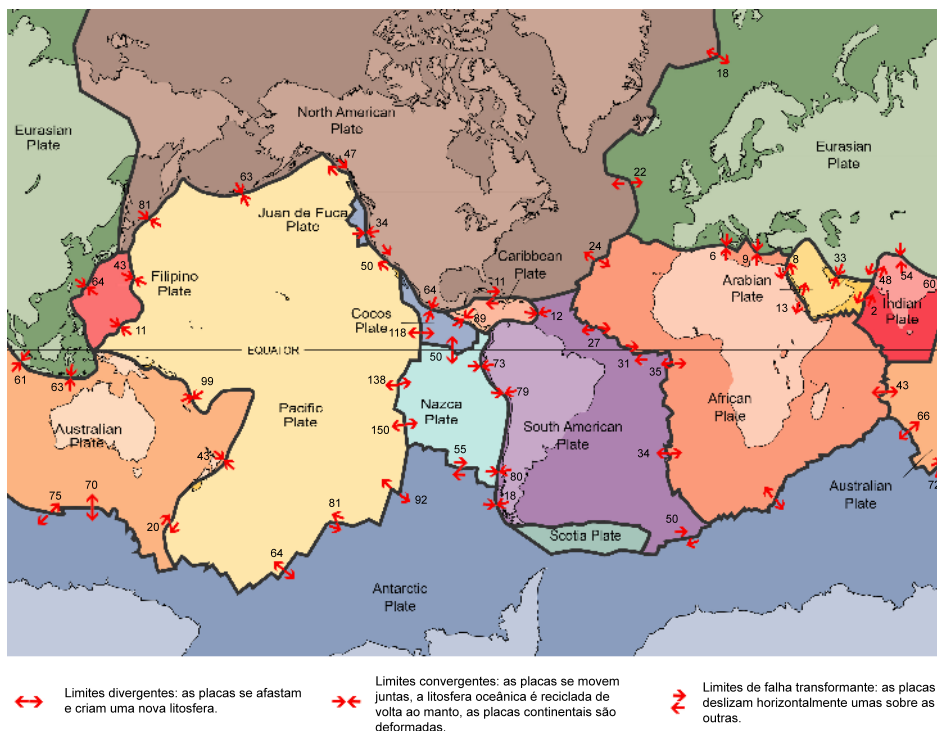 18
North American
Plate
Eurasian
Plate
47
Eurasian
Plate
63
22
81
Juan de Fuca
Plate
34
24
43
Filipino
Plate
50
Caribbean
Plate
6
9
8
33
48
54
60
64
11
Arabian
Plate
64
Cocos
Plate
89
12
13
2
Indian
Plate
11
118
27
EQUATOR
50
31
35
61
63
99
138
73
79
43
Australian
Plate
Pacific
Plate
Nazca
Plate
South American
Plate
African
Plate
66
150
43
55
34
80
72
75
70
92
18
Australian
Plate
20
81
50
Scotia Plate
64
Antarctic
Plate
Limites divergentes: as placas se afastam
e criam uma nova litosfera.
Limites convergentes: as placas se movem
juntas, a litosfera oceânica é reciclada de
volta ao manto, as placas continentais são
deformadas.
Limites de falha transformante: as placas
deslizam horizontalmente umas sobre as
outras.